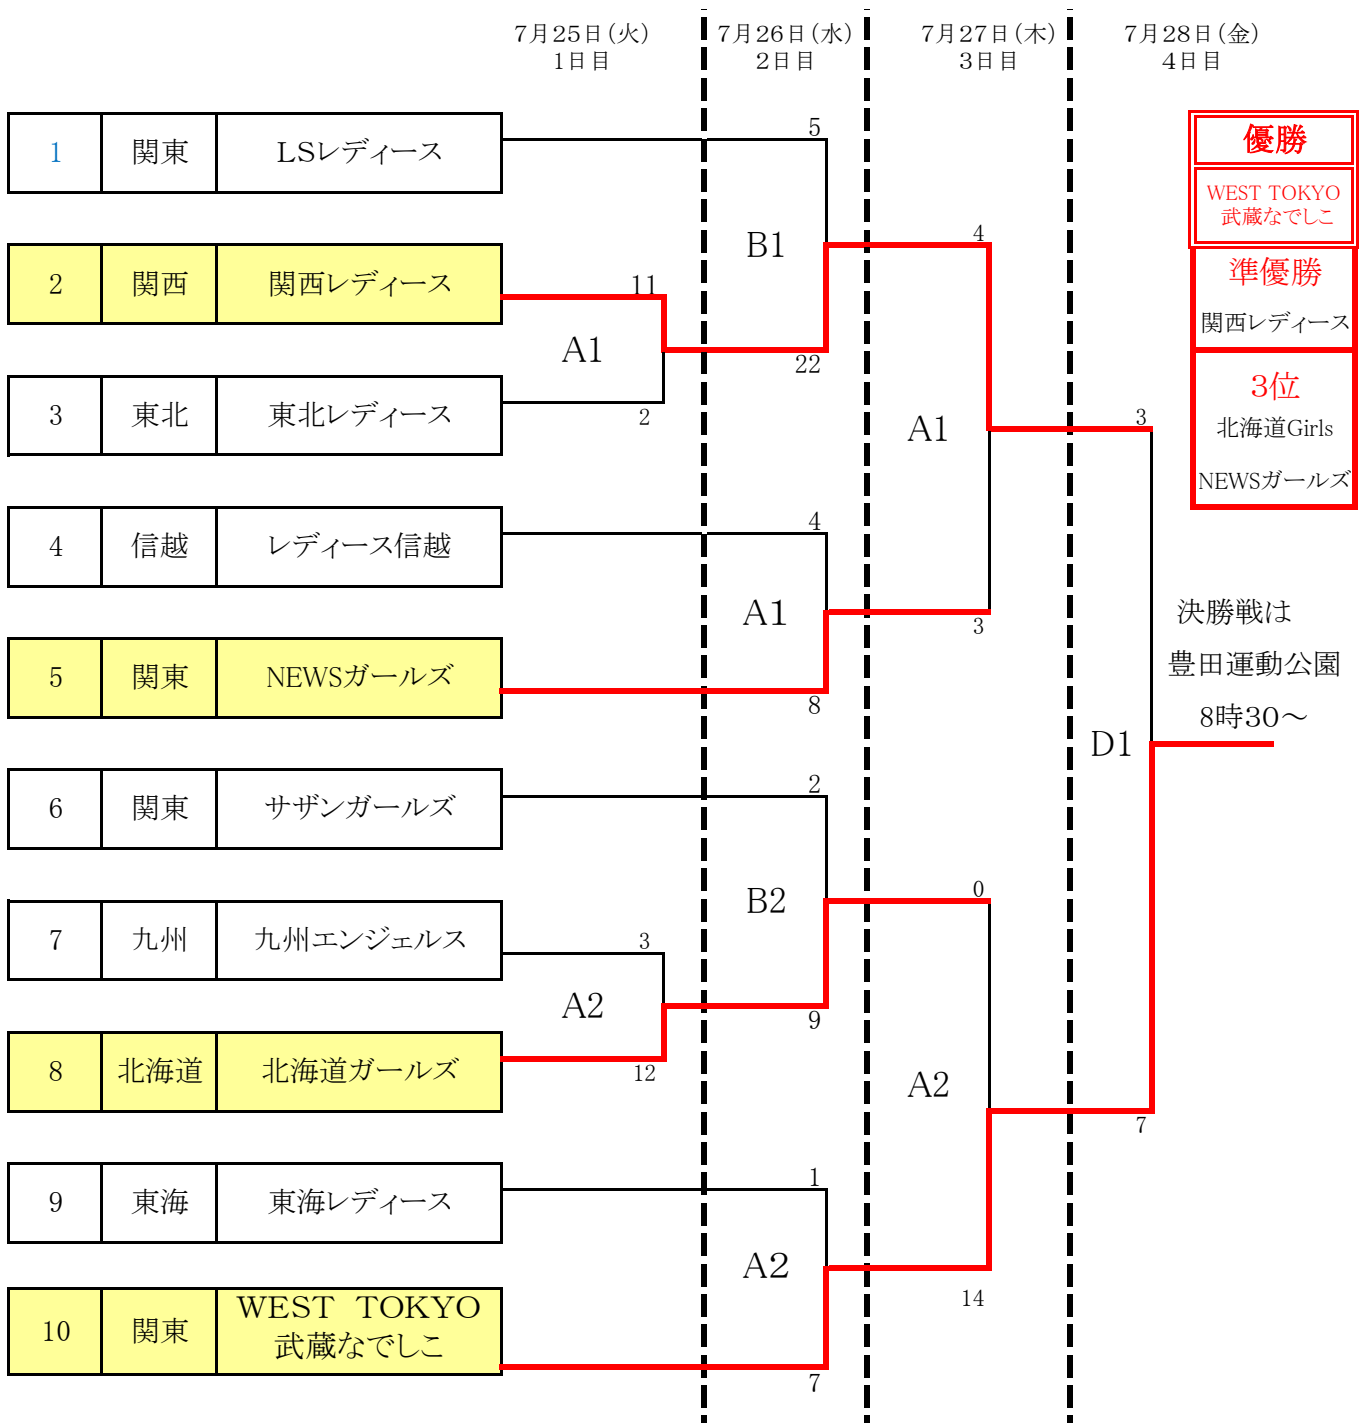 7月25日(火)
1日目
7月26日(水)
2日目
7月27日(木)
3日目
7月28日(金)
4日目
1 関東 LSレディース
2 関西 関西レディース
3 東北 東北レディース
4 信越 レディース信越
5 関東 NEWSガールズ
6 関東 サザンガールズ
7 九州 九州エンジェルス
8 北海道 北海道ガールズ
9 東海 東海レディース
10 関東 WEST TOKYO
武蔵なでしこ
11
A1
2
3
A2
12
5
B1
22
4
A1
8
2
B2
9
1
A2
7
4
A1
3
0
A2
14
3
D1
7
優勝
WEST TOKYO
武蔵なでしこ
準優勝
関西レディース
3位
北海道Girls
NEWSガールズ
決勝戦は
豊田運動公園
8時30～